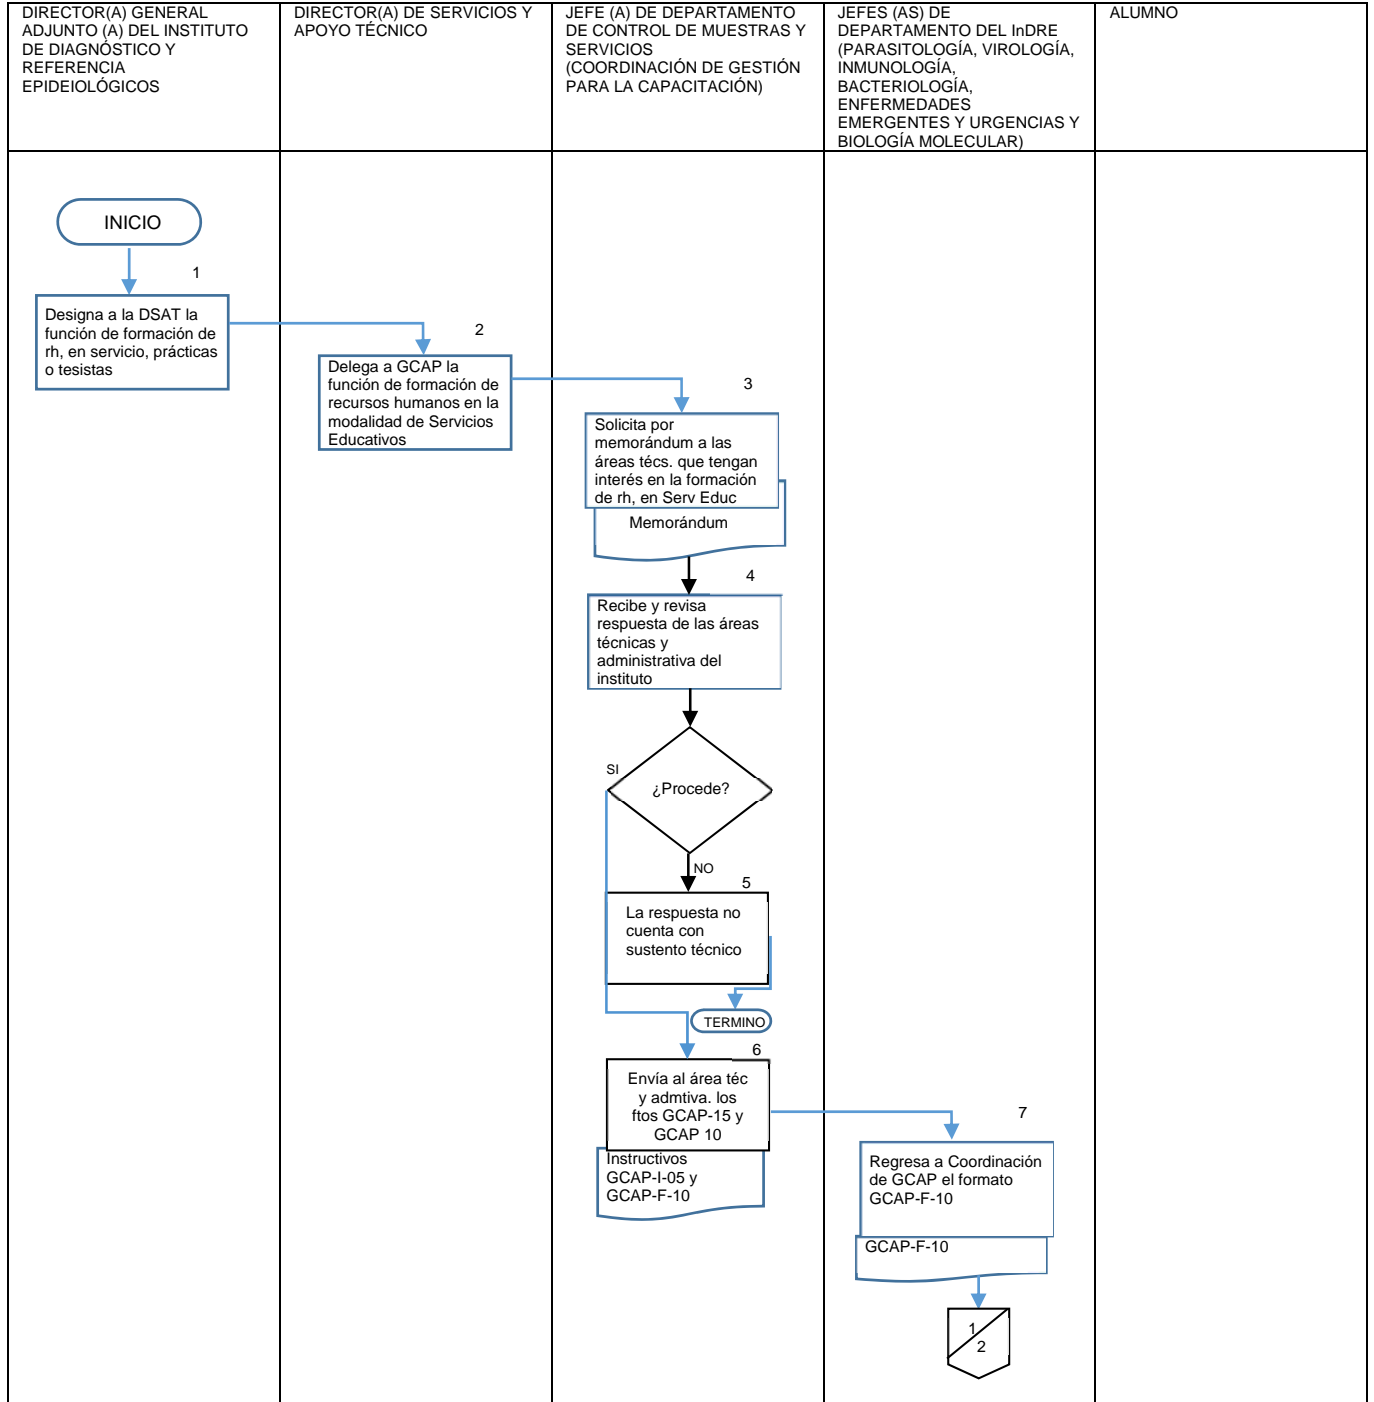 DIRECTOR(A) GENERAL
ADJUNTO (A) DEL INSTITUTO
DE DIAGNÓSTICO Y
REFERENCIA
EPIDEIOLÓGICOS
DIRECTOR(A) DE SERVICIOS Y
APOYO TÉCNICO
JEFE (A) DE DEPARTAMENTO
DE CONTROL DE MUESTRAS Y
SERVICIOS
(COORDINACIÓN DE GESTIÓN
PARA LA CAPACITACIÓN)
JEFES (AS) DE
DEPARTAMENTO DEL InDRE
(PARASITOLOGÍA, VIROLOGÍA,
INMUNOLOGÍA,
BACTERIOLOGÍA,
ENFERMEDADES
EMERGENTES Y URGENCIAS Y
BIOLOGÍA MOLECULAR)
ALUMNO
INICIO
1
Designa a la DSAT la
función de formación de
rh, en servicio, prácticas
o tesistas
2
Delega a GCAP la
función de formación de
recursos humanos en la
modalidad de Servicios
Educativos
3
Solicita por
memorándum a las
áreas técs. que tengan
interés en la formación
de rh, en Serv Educ
Memorándum
4
Recibe y revisa
respuesta de las áreas
técnicas y
administrativa del
instituto
SI
¿Procede?
NO
5
La respuesta no
cuenta con
sustento técnico
TERMINO
6
Envía al área téc
y admtiva. los
ftos GCAP-15 y
GCAP 10
Instructivos
GCAP-I-05 y
GCAP-F-10
7
Regresa a Coordinación
de GCAP el formato
GCAP-F-10
GCAP-F-10
1
2